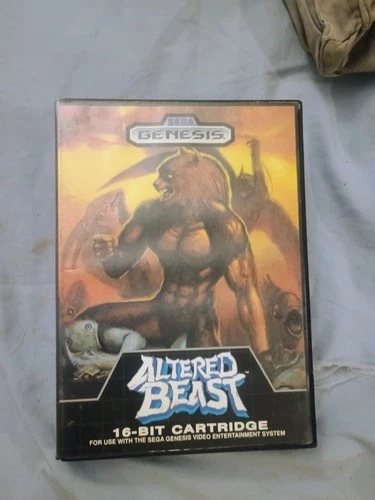 SEGA
GENESIS
ALTERED
BEAST
16-BIT CARTRIDGE
FOR USE WITH THE SEGA GENESIS VIDEO ENTERTAINMENT SYSTEM